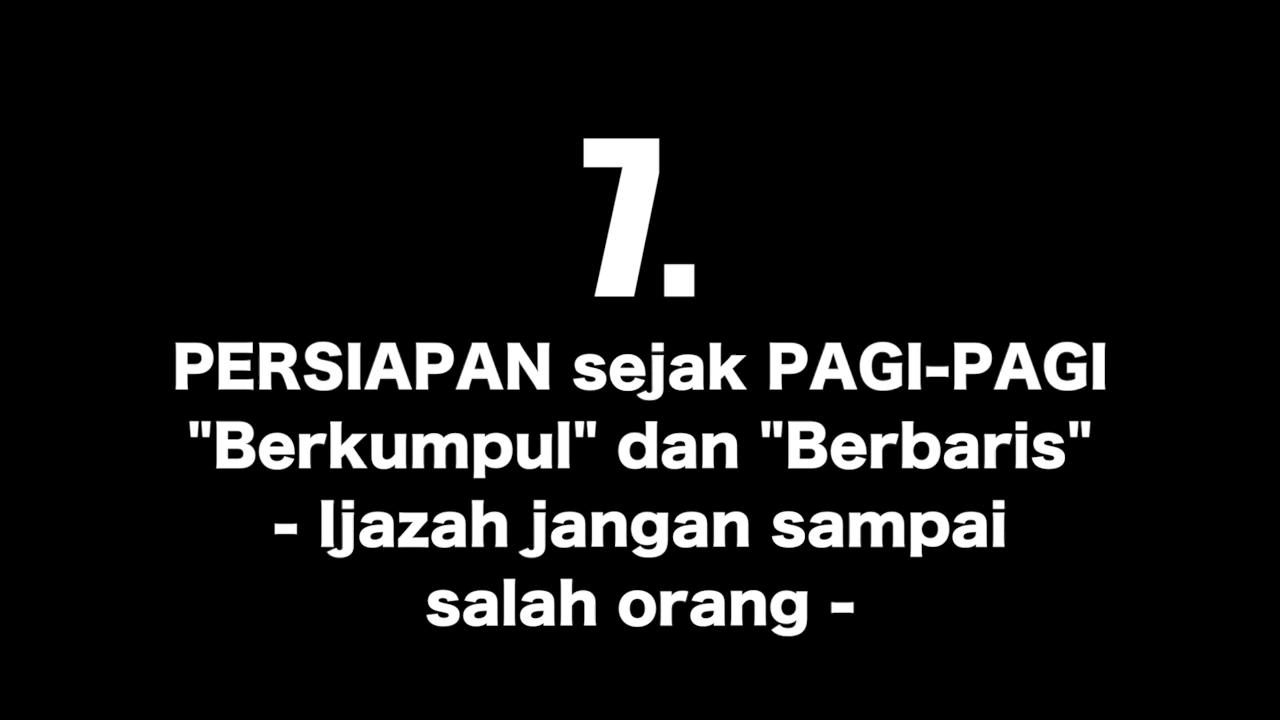 7.
PERSIAPAN sejak PAGI-PAGI
"Berkumpul" dan "Berbaris"
- Ijazah jangan sampai
salah orang -